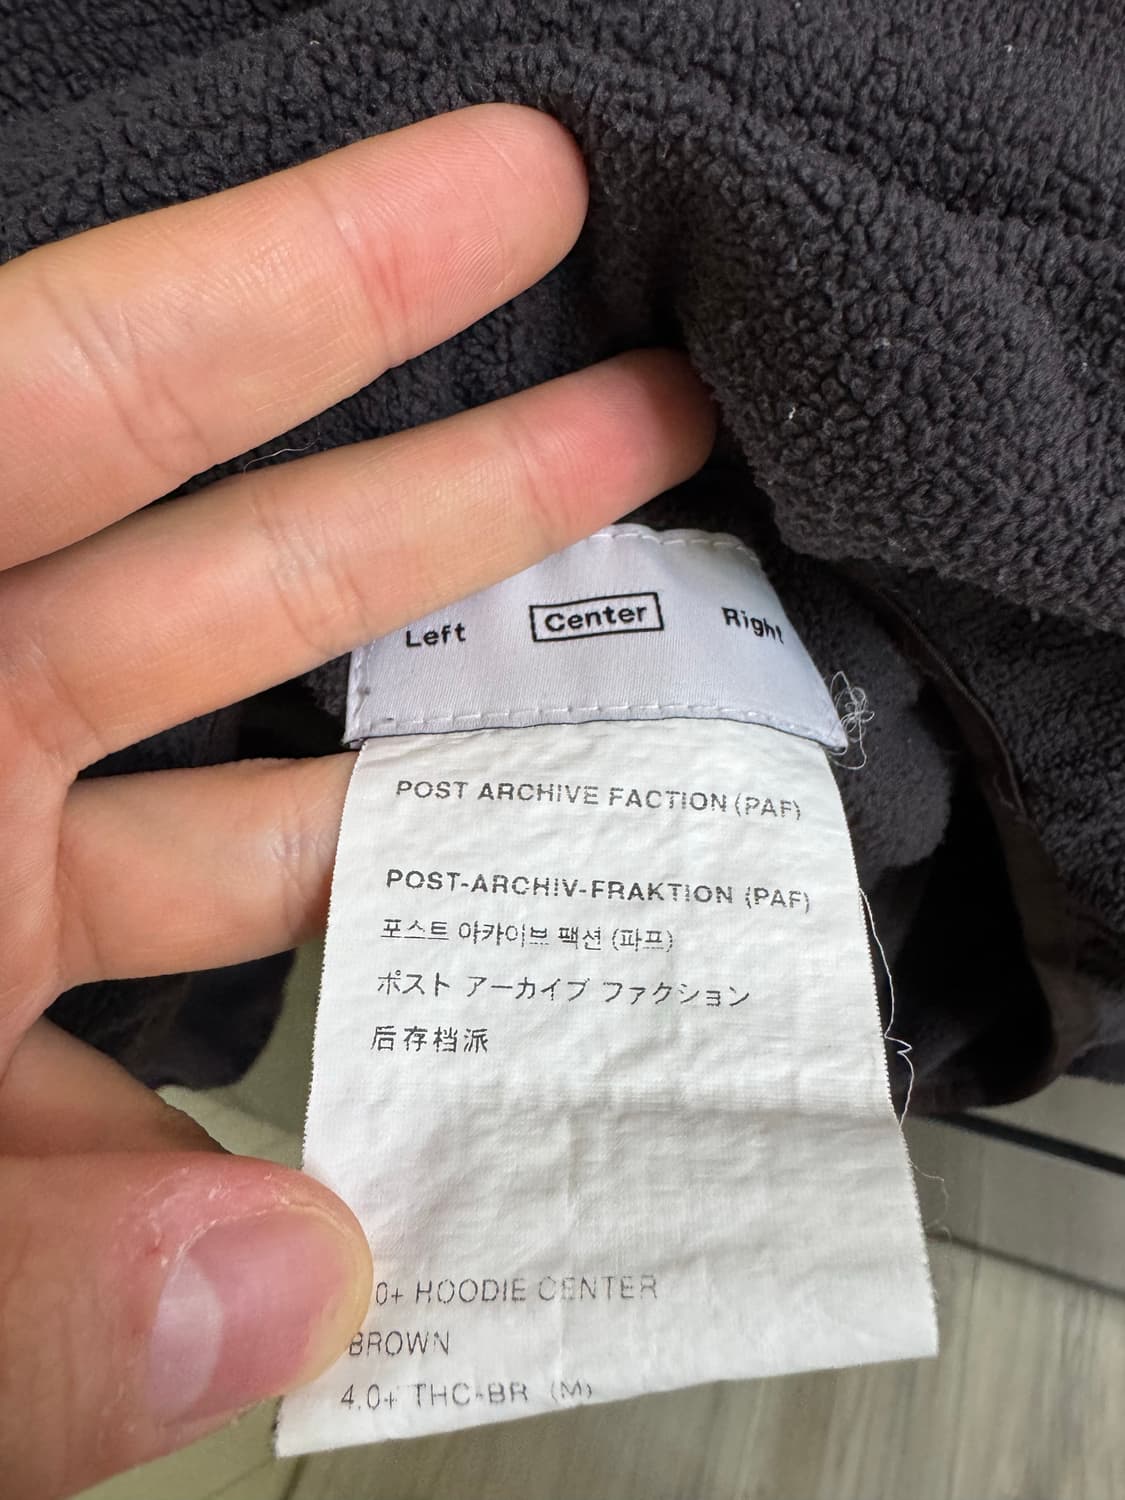 Left Center Right
POST ARCHIVE FACTION (PAF)
POST-ARCHIV-FRAKTION (PAF)
포스트 아카이브 팩션 (파프)
ポスト アーカイブ ファクション
后存档派
0+ HOODIE CENTER
BROWN
4.0+ THC-BR (M)